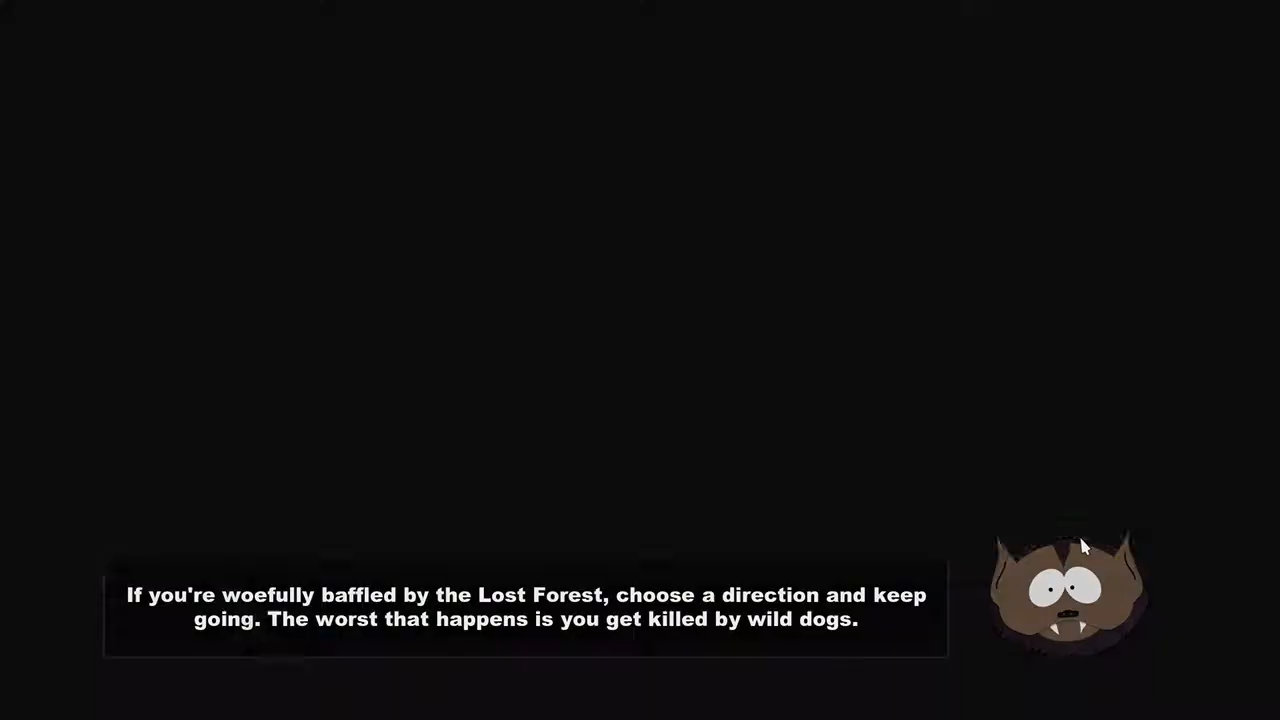 If you're woefully baffled by the Lost Forest, choose a direction and keep
going. The worst that happens is you get killed by wild dogs.